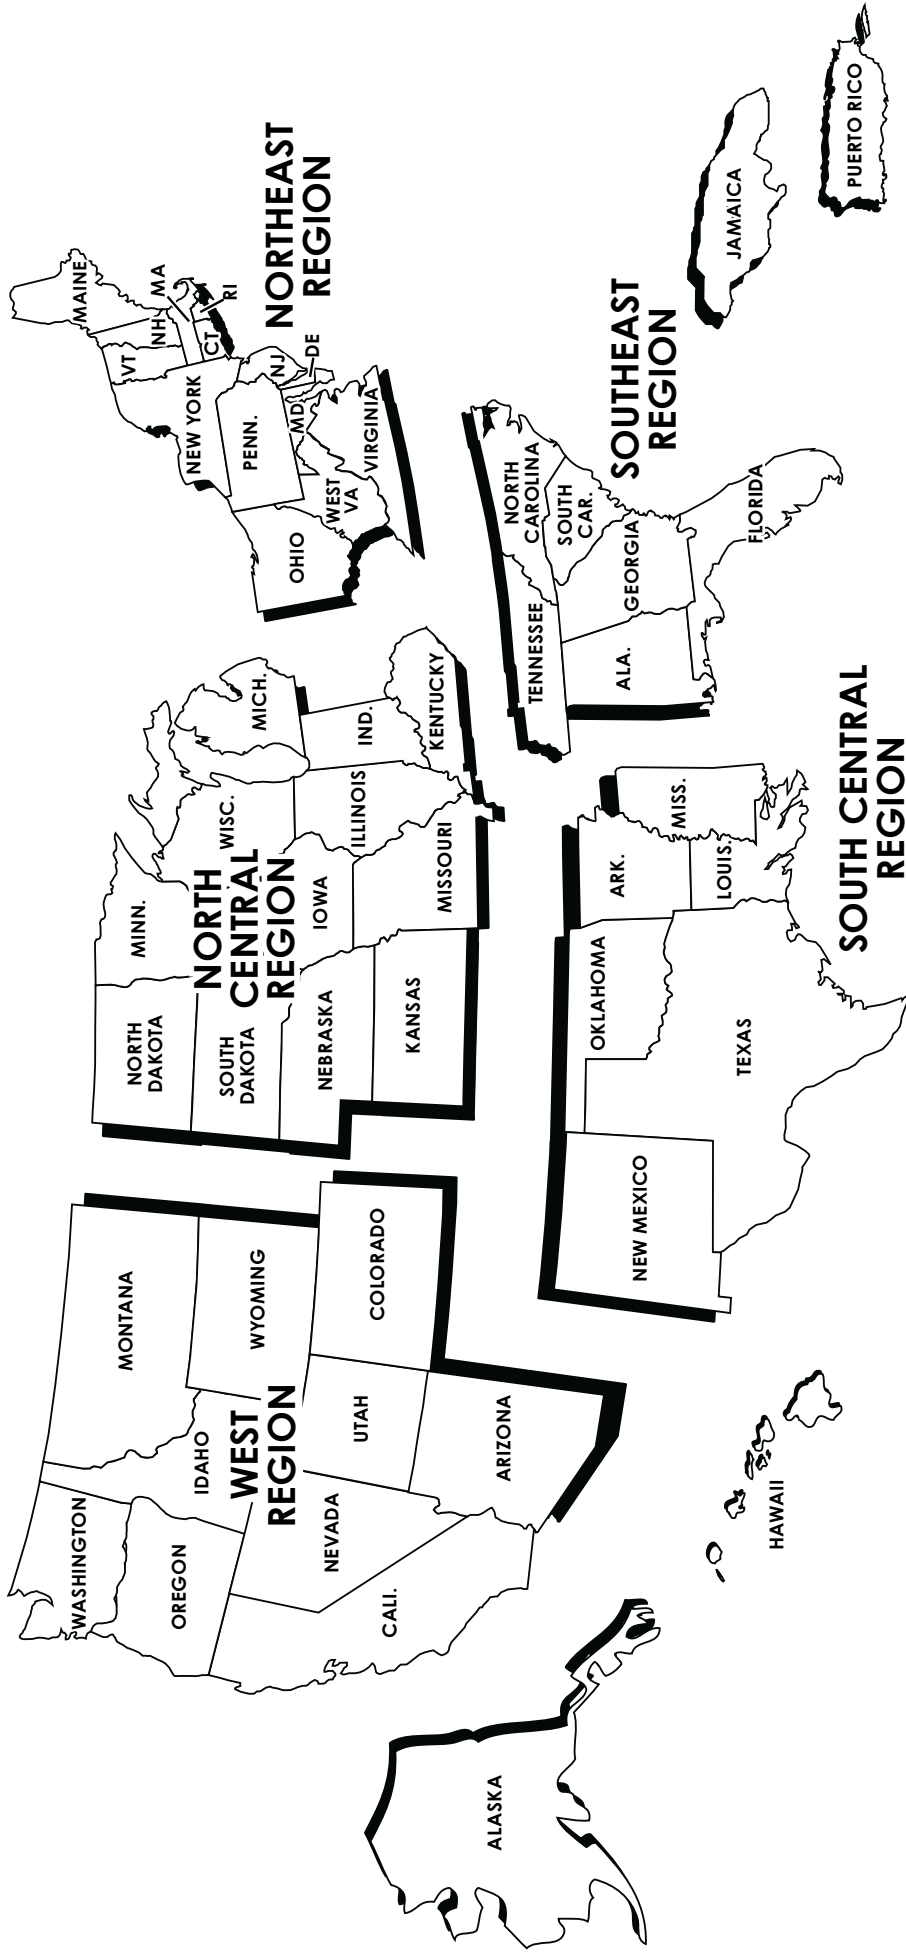 WASHINGTON
OREGON
CALI.
NEVADA
IDAHO
MONTANA
WYOMING
UTAH
COLORADO
ARIZONA
WEST
REGION
ALASKA
HAWAII
NORTH
DAKOTA
SOUTH
DAKOTA
NEBRASKA
KANSAS
MINN.
IOWA
MISSOURI
WISC.
ILLINOIS
MICH.
IND.
KENTUCKY
NORTH
CENTRAL
REGION
NEW MEXICO
TEXAS
OKLAHOMA
ARK.
LOUIS.
MISS.
SOUTH CENTRAL
REGION
TENNESSEE
ALA.
GEORGIA
FLORIDA
SOUTH
CAR.
NORTH
CAROLINA
SOUTHEAST
REGION
JAMAICA
PUERTO RICO
OHIO
WEST
VA
VIRGINIA
PENN.
MD
DE
NJ
NEW YORK
CT
RI
MA
VT
NH
MAINE
NORTHEAST
REGION